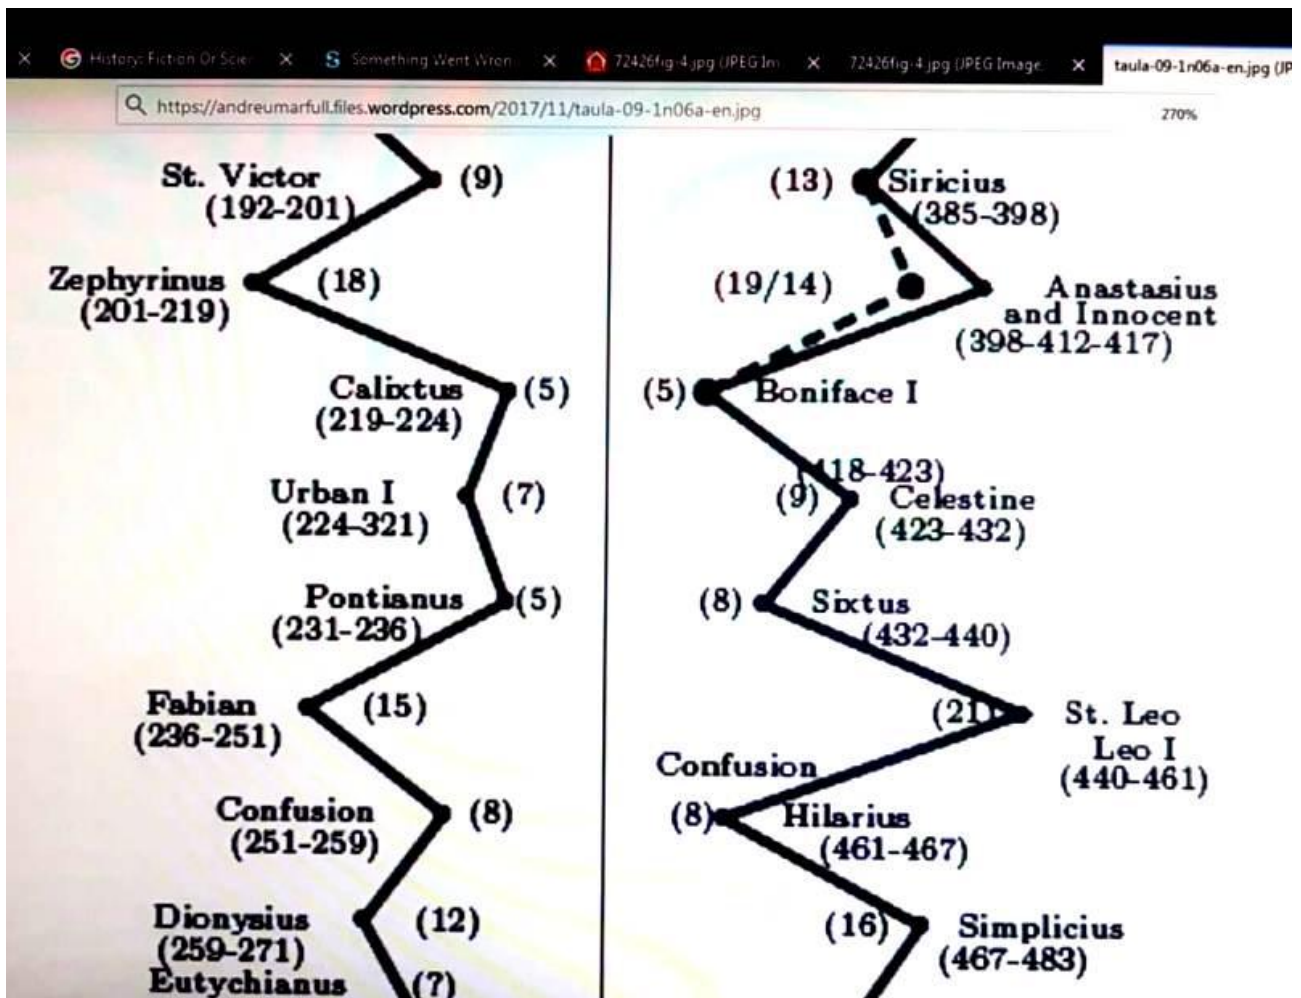 History: Fiction Or Scie
Something Went Wron
72426fig-4.jpg (JPEG Im
72426fig-4.jpg (JPEG Image
taula-09-1n06a-en.jpg (JP
https://andreumarfull.files.wordpress.com/2017/11/taula-09-1n06a-en.jpg
270%
St. Victor (9)
(192-201)
Zephyrinus (18)
(201-219)
Calixtus (5)
(219-224)
Urban I (7)
(224-321)
Pontianus (5)
(231-236)
Fabian (15)
(236-251)
Confusion (8)
(251-259)
Dionysius (12)
(259-271)
Eutychianus (7)
(13) Siricius
(385-398)
(19/14) Anastasius
and Innocent
(398-412-417)
(5) Boniface I
(418-423)
(9) Celestine
(423-432)
(8) Sixtus
(432-440)
(21) St. Leo
Leo I
(440-461)
Confusion
(8) Hilarius
(461-467)
(16) Simplicius
(467-483)